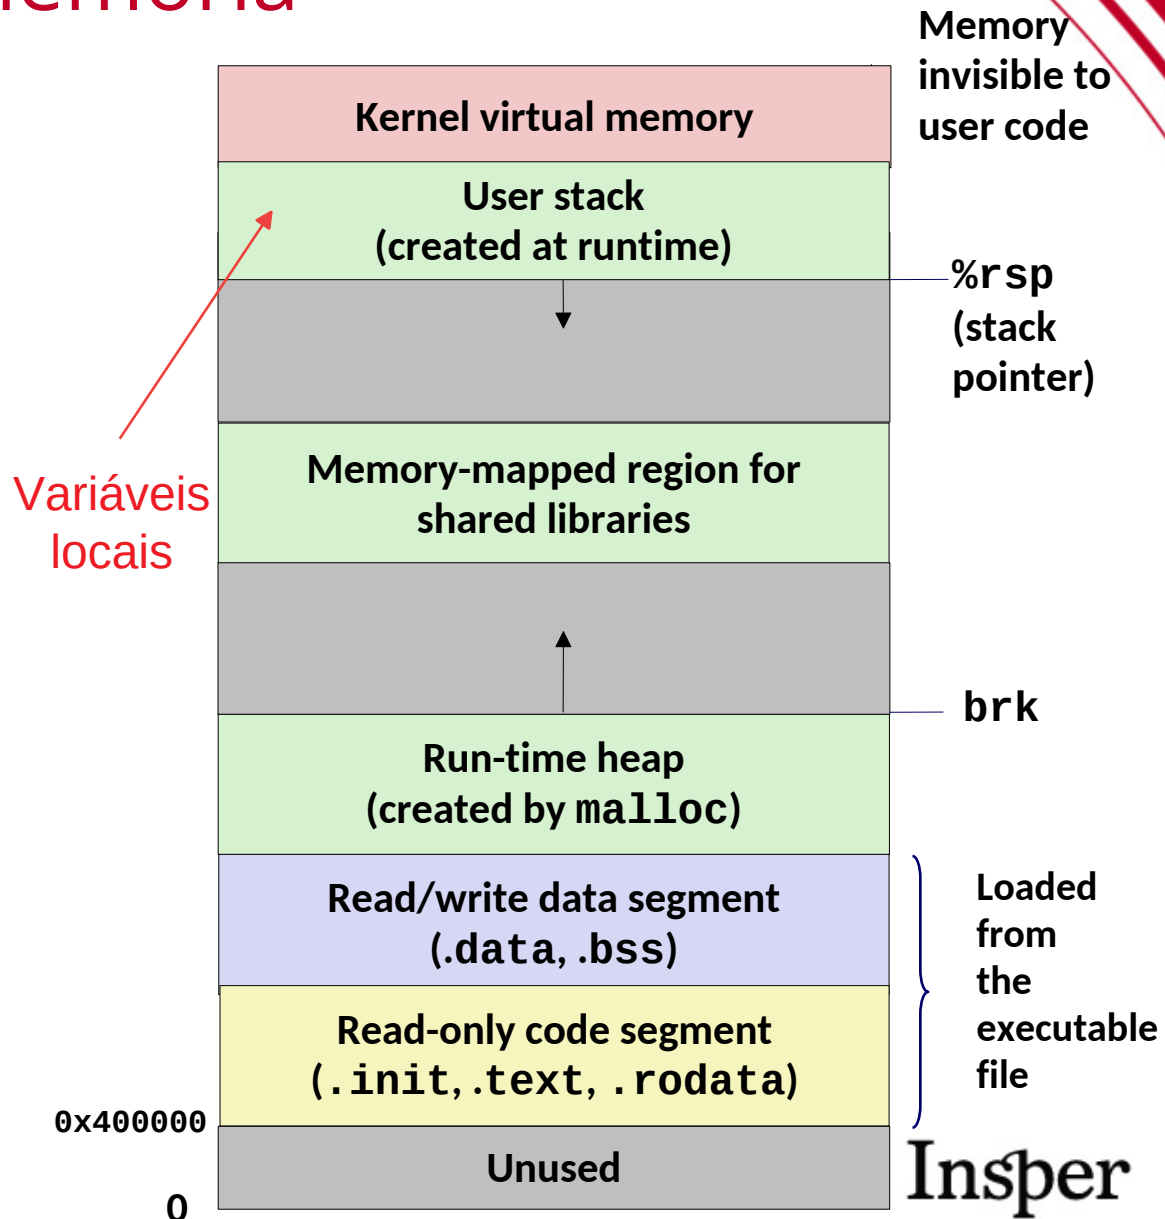 Memory
invisible to
user code
Kernel virtual memory
User stack
(created at runtime)
%rsp
(stack
pointer)
Variáveis
locais
Memory-mapped region for
shared libraries
brk
Run-time heap
(created by malloc)
Read/write data segment
(.data, .bss)
Loaded
from
the
executable
file
Read-only code segment
(.init, .text, .rodata)
0x400000
Unused
0
Insper